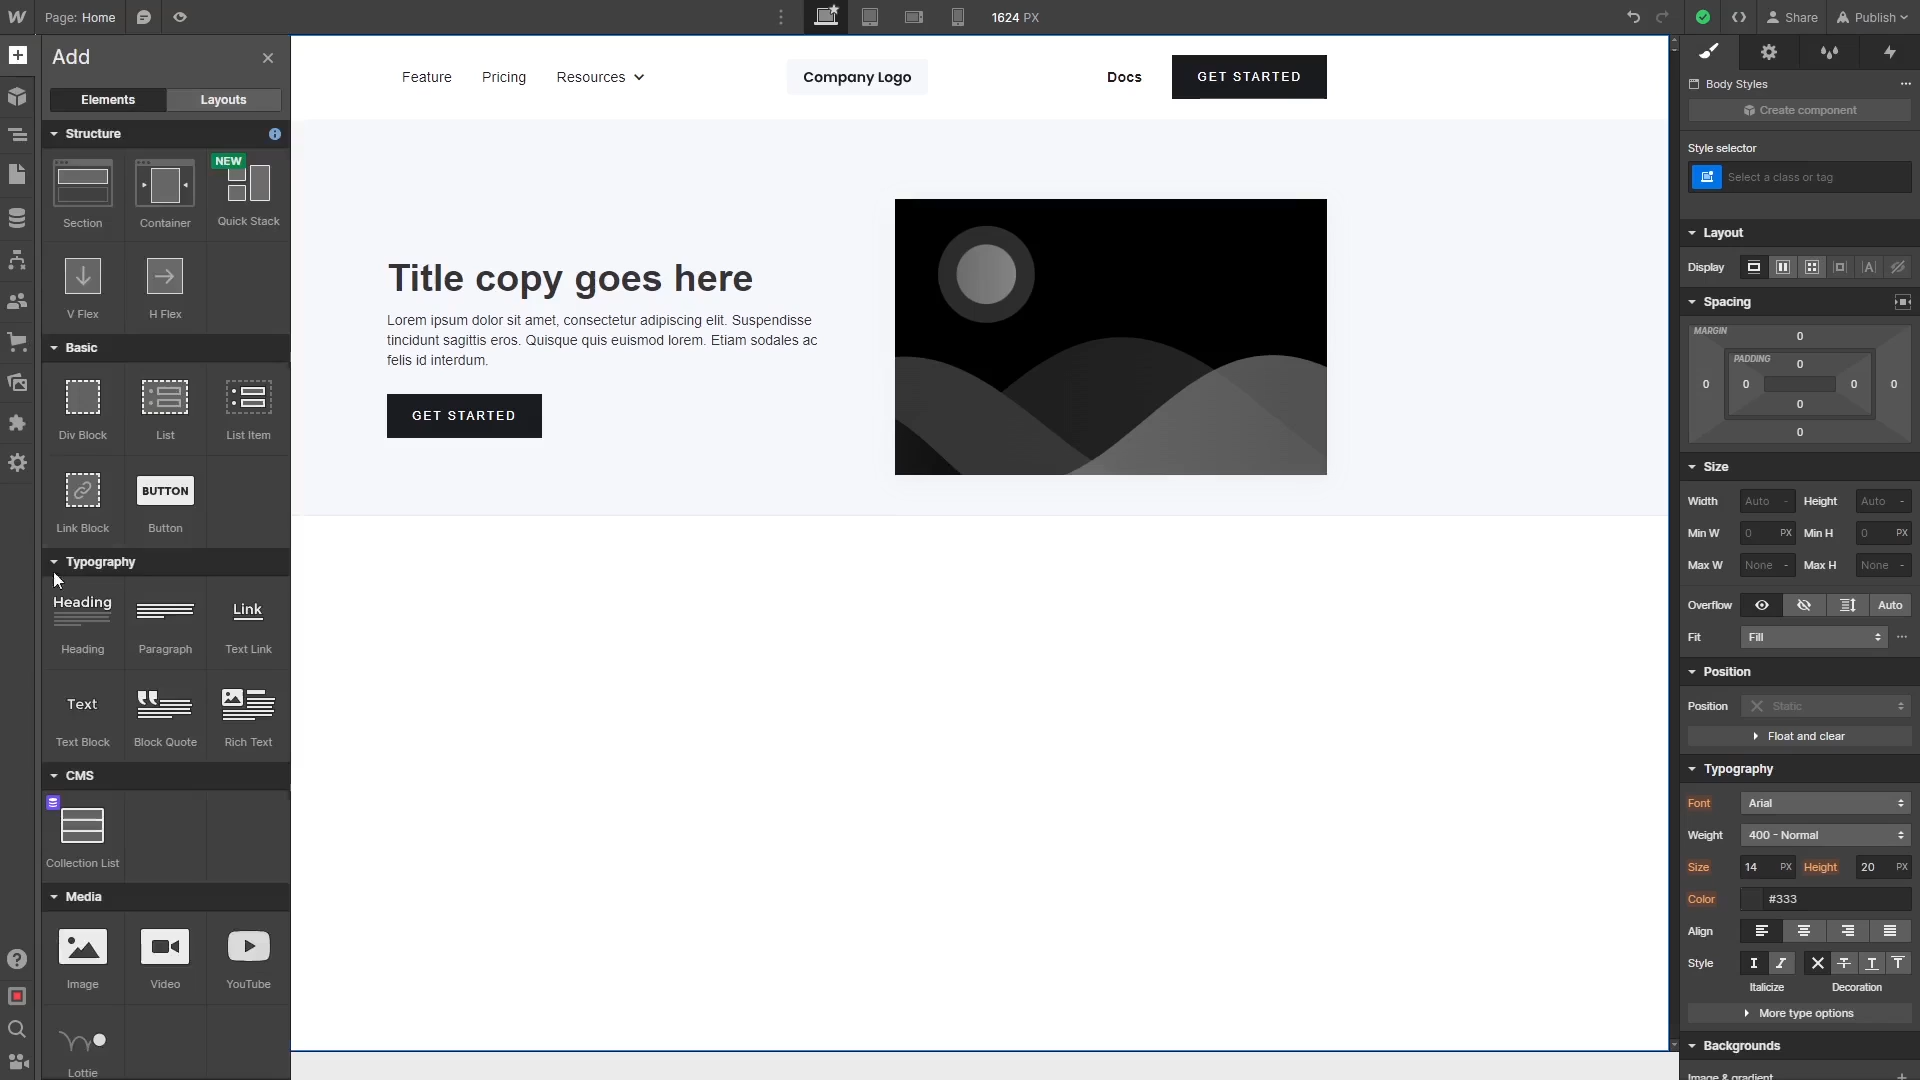 W Page: Home
1624 PX
Share
Publish
Add
Elements
Layouts
Structure
NEW
Section
Container
Quick Stack
V Flex
H Flex
Basic
Div Block
List
List Item
BUTTON
Link Block
Button
Typography
Heading
Link
Heading
Paragraph
Text Link
Text
Text Block
Block Quote
Rich Text
CMS
Collection List
Media
Image
Video
YouTube
Lottie
Feature
Pricing
Resources
Company Logo
Docs
GET STARTED
Title copy goes here
Lorem ipsum dolor sit amet, consectetur adipiscing elit. Suspendisse
tincidunt sagittis eros. Quisque quis euismod lorem. Etiam sodales ac
felis id interdum.
GET STARTED
Body Styles
Create component
Style selector
Select a class or tag
Layout
Display
Spacing
MARGIN
0
PADDING
0
0 0 0 0
0
0
Size
Width Auto - Height Auto -
Min W 0 PX Min H 0 PX
Max W None - Max H None -
Overflow Auto
Fit Fill
Position
Position Static
Float and clear
Typography
Font Arial
Weight 400 - Normal
Size 14 PX Height 20 PX
Color #333
Align
Style
Italicize Decoration
More type options
Backgrounds
Image & gradient